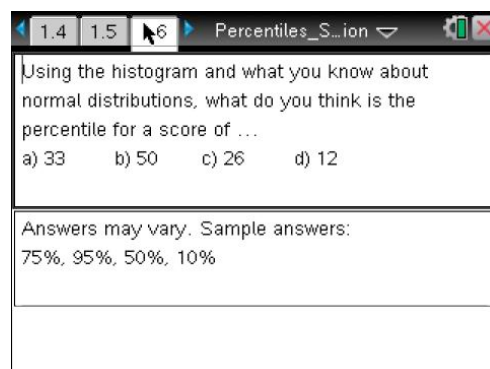 1.4 1.5 6 Percentiles_S...ion
Using the histogram and what you know about
normal distributions, what do you think is the
percentile for a score of ...
a) 33 b) 50 c) 26 d) 12
Answers may vary. Sample answers:
75%, 95%, 50%, 10%